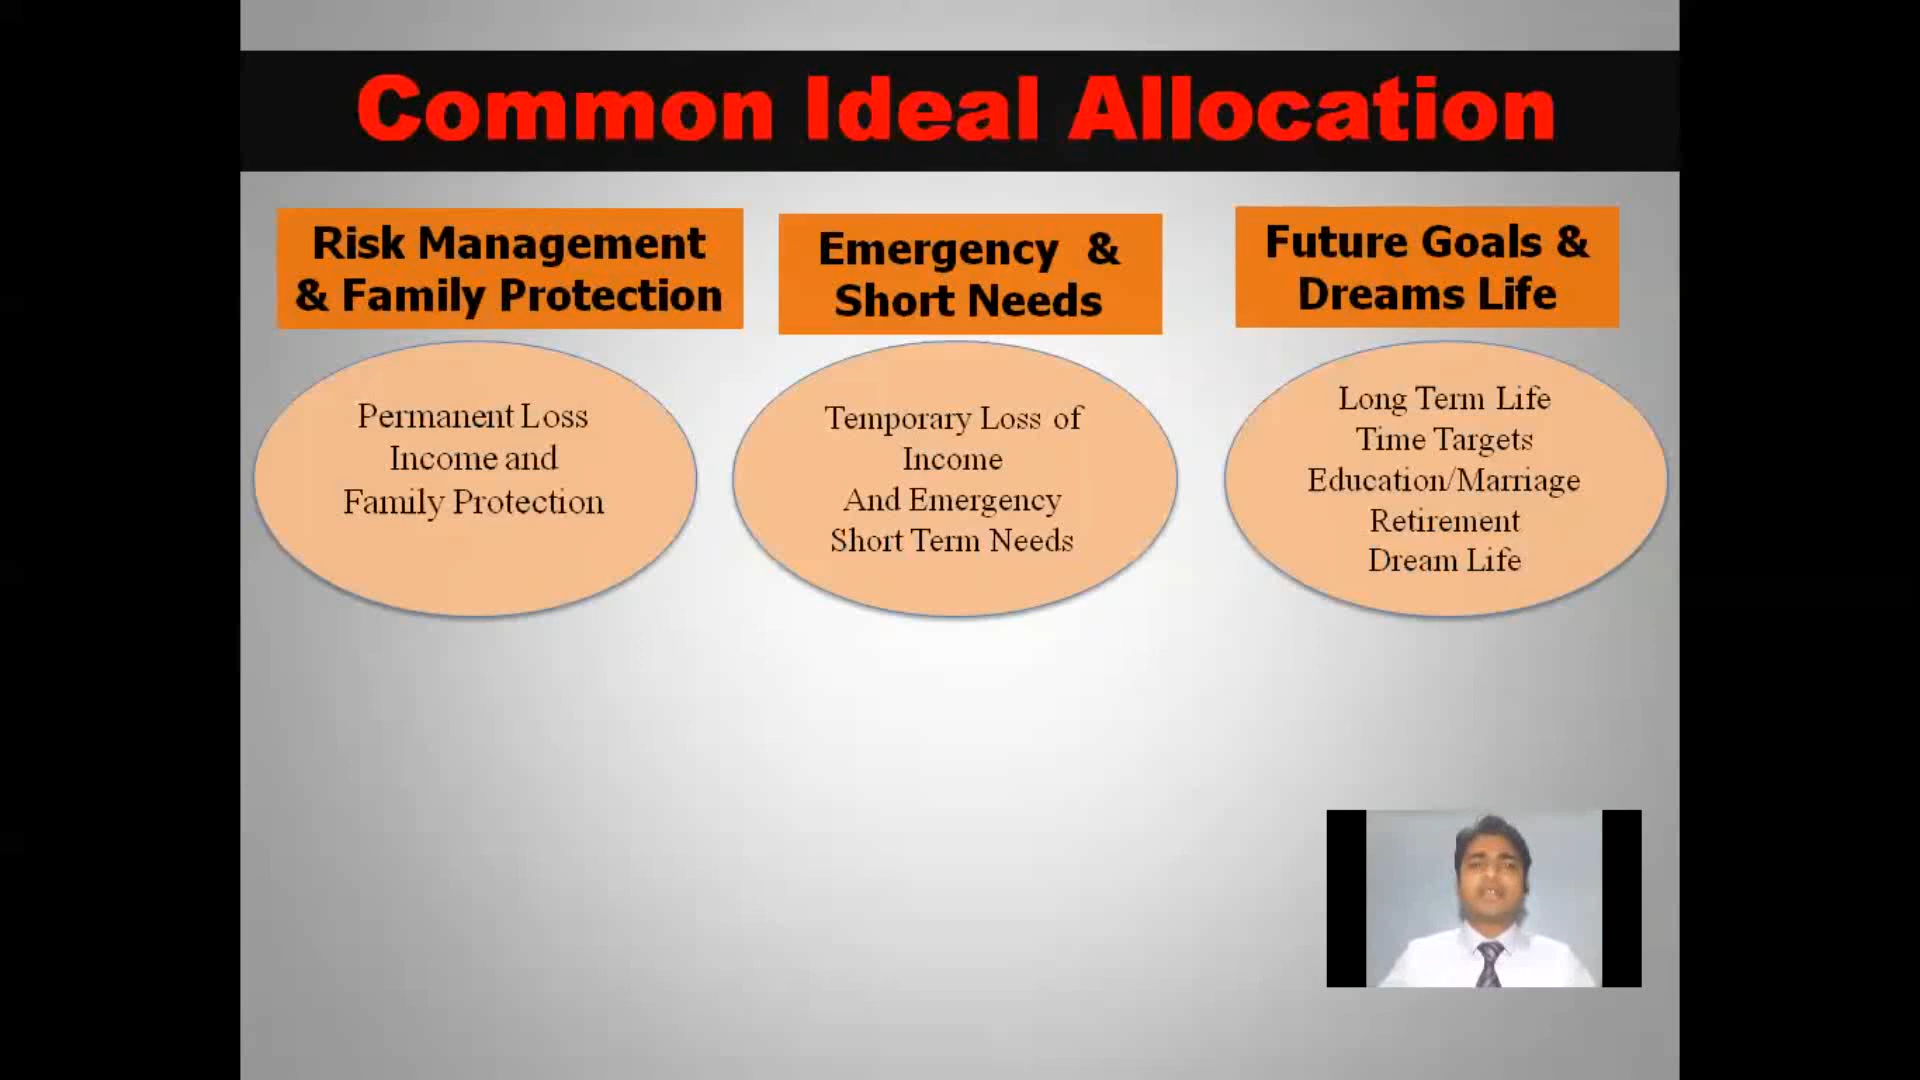 Common Ideal Allocation
Risk Management
& Family Protection
Permanent Loss
Income and
Family Protection
Emergency &
Short Needs
Temporary Loss of
Income
And Emergency
Short Term Needs
Future Goals &
Dreams Life
Long Term Life
Time Targets
Education/Marriage
Retirement
Dream Life